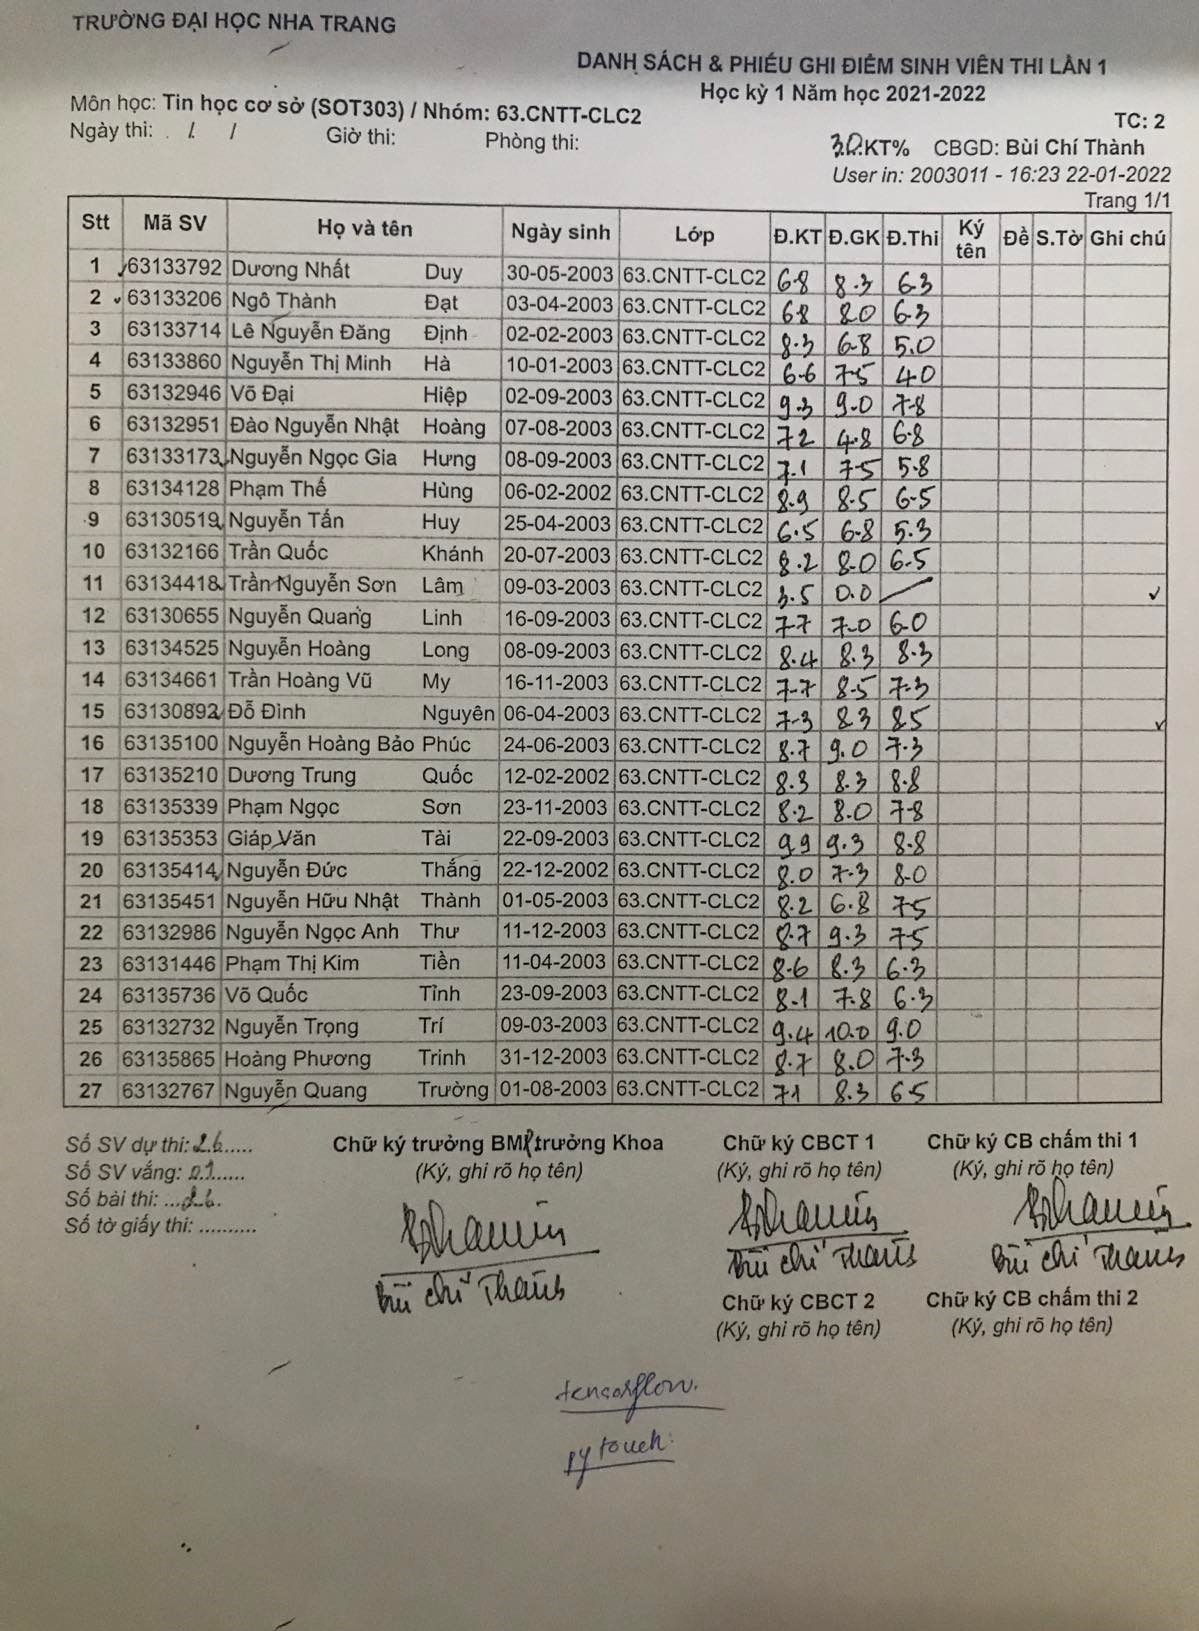 TRƯỜNG ĐẠI HỌC NHA TRANG
DANH SÁCH & PHIẾU GHI ĐIỂM SINH VIÊN THI LẦN 1
Học kỳ 1 Năm học 2021-2022
Môn học: Tin học cơ sở (SOT303) / Nhóm: 63.CNTT-CLC2
TC: 2
Ngày thi: / / Giờ thi: Phòng thi:
30.KT% CBGD: Bùi Chí Thành
User in: 2003011 - 16:23 22-01-2022
Trang 1/1
Stt Mã SV Họ và tên Ngày sinh Lớp Đ.KT Đ.GK Đ.Thi Ký tên Đề S.Tờ Ghi chú
1 63133792 Dương Nhất Duy 30-05-2003 63.CNTT-CLC2 6.8 8.3 6.3
2 63133206 Ngô Thành Đạt 03-04-2003 63.CNTT-CLC2 6.8 8.0 6.3
3 63133714 Lê Nguyễn Đăng Định 02-02-2003 63.CNTT-CLC2 8.3 6.8 5.0
4 63133860 Nguyễn Thị Minh Hà 10-01-2003 63.CNTT-CLC2 6.6 7.5 4.0
5 63132946 Võ Đại Hiệp 02-09-2003 63.CNTT-CLC2 9.3 9.0 7.8
6 63132951 Đào Nguyễn Nhật Hoàng 07-08-2003 63.CNTT-CLC2 7.2 4.8 6.8
7 63133173 Nguyễn Ngọc Gia Hưng 08-09-2003 63.CNTT-CLC2 7.1 7.5 5.8
8 63134128 Phạm Thế Hùng 06-02-2002 63.CNTT-CLC2 8.9 8.5 6.5
9 63130519 Nguyễn Tấn Huy 25-04-2003 63.CNTT-CLC2 6.5 6.8 5.3
10 63132166 Trần Quốc Khánh 20-07-2003 63.CNTT-CLC2 8.2 8.0 6.5
11 63134418 Trần Nguyễn Sơn Lâm 09-03-2003 63.CNTT-CLC2 3.5 0.0 ✓
12 63130655 Nguyễn Quang Linh 16-09-2003 63.CNTT-CLC2 7.7 7.0 6.0
13 63134525 Nguyễn Hoàng Long 08-09-2003 63.CNTT-CLC2 8.4 8.3 8.3
14 63134661 Trần Hoàng Vũ My 16-11-2003 63.CNTT-CLC2 7.7 8.5 7.3
15 63130892 Đỗ Đình Nguyên 06-04-2003 63.CNTT-CLC2 7.3 8.3 8.5 ✓
16 63135100 Nguyễn Hoàng Bảo Phúc 24-06-2003 63.CNTT-CLC2 8.7 9.0 7.3
17 63135210 Dương Trung Quốc 12-02-2002 63.CNTT-CLC2 8.3 8.3 8.8
18 63135339 Phạm Ngọc Sơn 23-11-2003 63.CNTT-CLC2 8.2 8.0 7.8
19 63135353 Giáp Văn Tài 22-09-2003 63.CNTT-CLC2 9.9 9.3 8.8
20 63135414 Nguyễn Đức Thắng 22-12-2002 63.CNTT-CLC2 8.0 7.3 8.0
21 63135451 Nguyễn Hữu Nhật Thành 01-05-2003 63.CNTT-CLC2 8.2 6.8 7.5
22 63132986 Nguyễn Ngọc Anh Thư 11-12-2003 63.CNTT-CLC2 8.7 9.3 7.5
23 63131446 Phạm Thị Kim Tiền 11-04-2003 63.CNTT-CLC2 8.6 8.3 6.3
24 63135736 Võ Quốc Tỉnh 23-09-2003 63.CNTT-CLC2 8.1 7.8 6.3
25 63132732 Nguyễn Trọng Trí 09-03-2003 63.CNTT-CLC2 9.4 10.0 9.0
26 63135865 Hoàng Phương Trinh 31-12-2003 63.CNTT-CLC2 8.7 8.0 7.3
27 63132767 Nguyễn Quang Trường 01-08-2003 63.CNTT-CLC2 7.1 8.3 6.5
Số SV dự thi: 26 Chữ ký trưởng BM/trưởng Khoa Chữ ký CBCT 1 Chữ ký CB chấm thi 1
Số SV vắng: 01 (Ký, ghi rõ họ tên) (Ký, ghi rõ họ tên) (Ký, ghi rõ họ tên)
Số bài thi: 26
Số tờ giấy thi: ..........
Bùi Chí Thành Bùi Chí Thành Bùi Chí Thành
Chữ ký CBCT 2 Chữ ký CB chấm thi 2
(Ký, ghi rõ họ tên) (Ký, ghi rõ họ tên)
tensorflow.
pytouch.